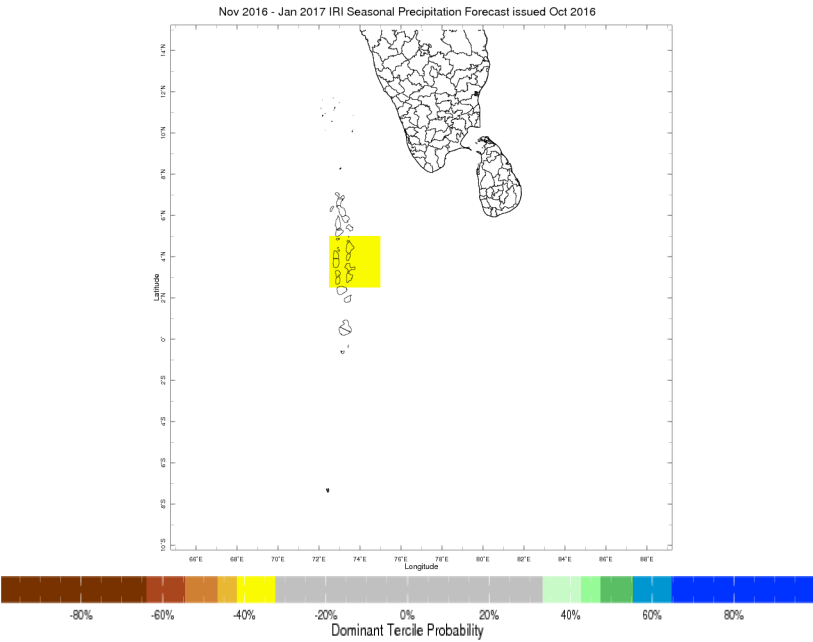 Nov 2016 - Jan 2017 IRI Seasonal Precipitation Forecast issued Oct 2016
14°N
12°N
10°N
8°N
6°N
4°N
2°N
0°
2°S
4°S
6°S
8°S
10°S
Latitude
66°E 68°E 70°E 72°E 74°E 76°E 78°E 80°E 82°E 84°E 86°E 88°E
Longitude
-80% -60% -40% -20% 0% 20% 40% 60% 80%
Dominant Tercile Probability